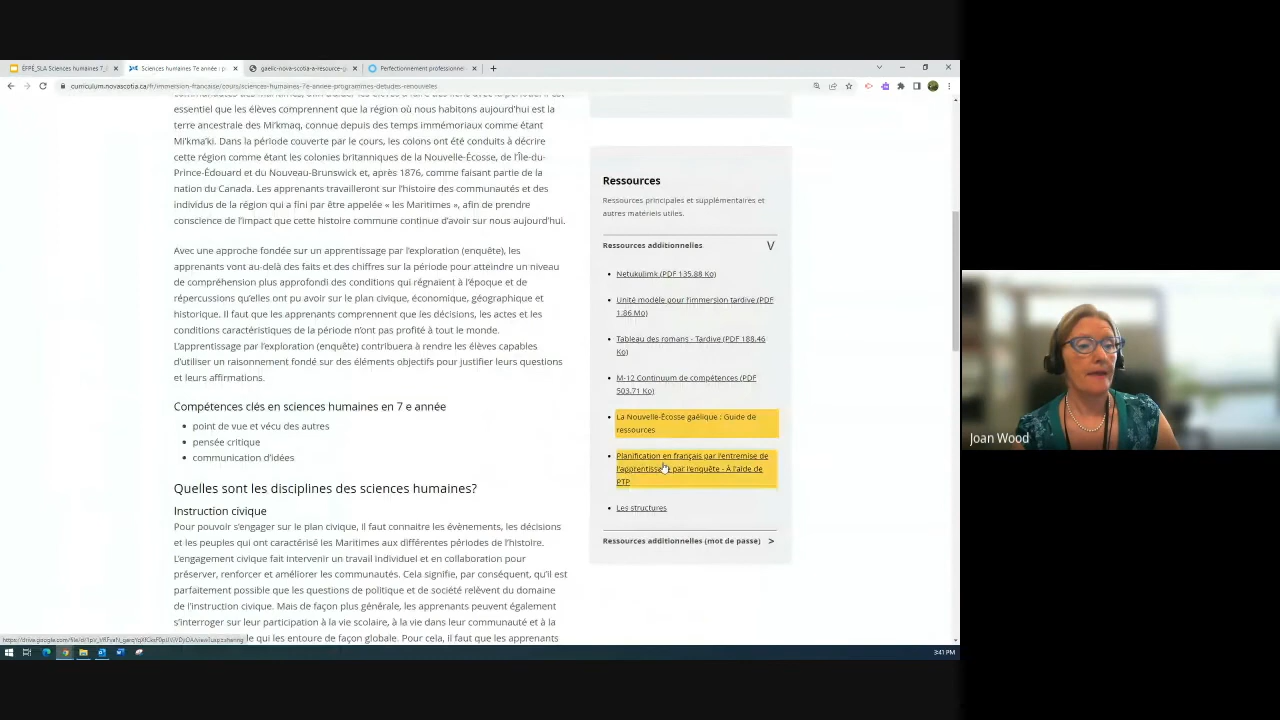 EFPE_SLA Sciences humaines 7_
Sciences humaines 7e année : p
gaelic-nova-scotia-a-resource-g
Perfectionnement professionne
curriculum.novascotia.ca/fr/immersion-francaise/cours/sciences-humaines-7e-annee-programmes-detudes-renouveles
essentiel que les élèves comprennent que la région où nous habitons aujourd'hui est la
terre ancestrale des Mi'kmaq, connue depuis des temps immémoriaux comme étant
Mi'kma'ki. Dans la période couverte par le cours, les colons ont été conduits à décrire
cette région comme étant les colonies britanniques de la Nouvelle-Écosse, de l'Île-du-
Prince-Édouard et du Nouveau-Brunswick et, après 1876, comme faisant partie de la
nation du Canada. Les apprenants travailleront sur l'histoire des communautés et des
individus de la région qui a fini par être appelée « les Maritimes », afin de prendre
conscience de l'impact que cette histoire commune continue d'avoir sur nous aujourd'hui.
Avec une approche fondée sur un apprentissage par l'exploration (enquête), les
apprenants vont au-delà des faits et des chiffres sur la période pour atteindre un niveau
de compréhension plus approfondi des conditions qui régnaient à l'époque et de
répercussions qu'elles ont pu avoir sur le plan civique, économique, géographique et
historique. Il faut que les apprenants comprennent que les décisions, les actes et les
conditions caractéristiques de la période n'ont pas profité à tout le monde.
L'apprentissage par l'exploration (enquête) contribuera à rendre les élèves capables
d'utiliser un raisonnement fondé sur des éléments objectifs pour justifier leurs questions
et leurs affirmations.
Compétences clés en sciences humaines en 7 e année
point de vue et vécu des autres
pensée critique
communication d'idées
Quelles sont les disciplines des sciences humaines?
Instruction civique
Pour pouvoir s'engager sur le plan civique, il faut connaitre les évènements, les décisions
et les peuples qui ont caractérisé les Maritimes aux différentes périodes de l'histoire.
L'engagement civique fait intervenir un travail individuel et en collaboration pour
préserver, renforcer et améliorer les communautés. Cela signifie, par conséquent, qu'il est
parfaitement possible que les questions de politique et de société relèvent du domaine
de l'instruction civique. Mais de façon plus générale, les apprenants peuvent également
s'interroger sur leur participation à la vie scolaire, à la vie dans leur communauté et à la
le qui les entoure de façon globale. Pour cela, il faut que les apprenants
Ressources
Ressources principales et supplémentaires et
autres matériels utiles.
Ressources additionnelles
Netukulimk (PDF 135.88 Ko)
Unité modèle pour l'immersion tardive (PDF
1.86 Mo)
Tableau des romans - Tardive (PDF 188.46
Ko)
M-12 Continuum de compétences (PDF
503.71 Ko)
La Nouvelle-Écosse gaélique : Guide de
ressources
Planification en français par l'entremise de
l'apprentissage par l'enquête - À l'aide de
PTP
Les structures
Ressources additionnelles (mot de passe) >
3:41 PM
Joan Wood